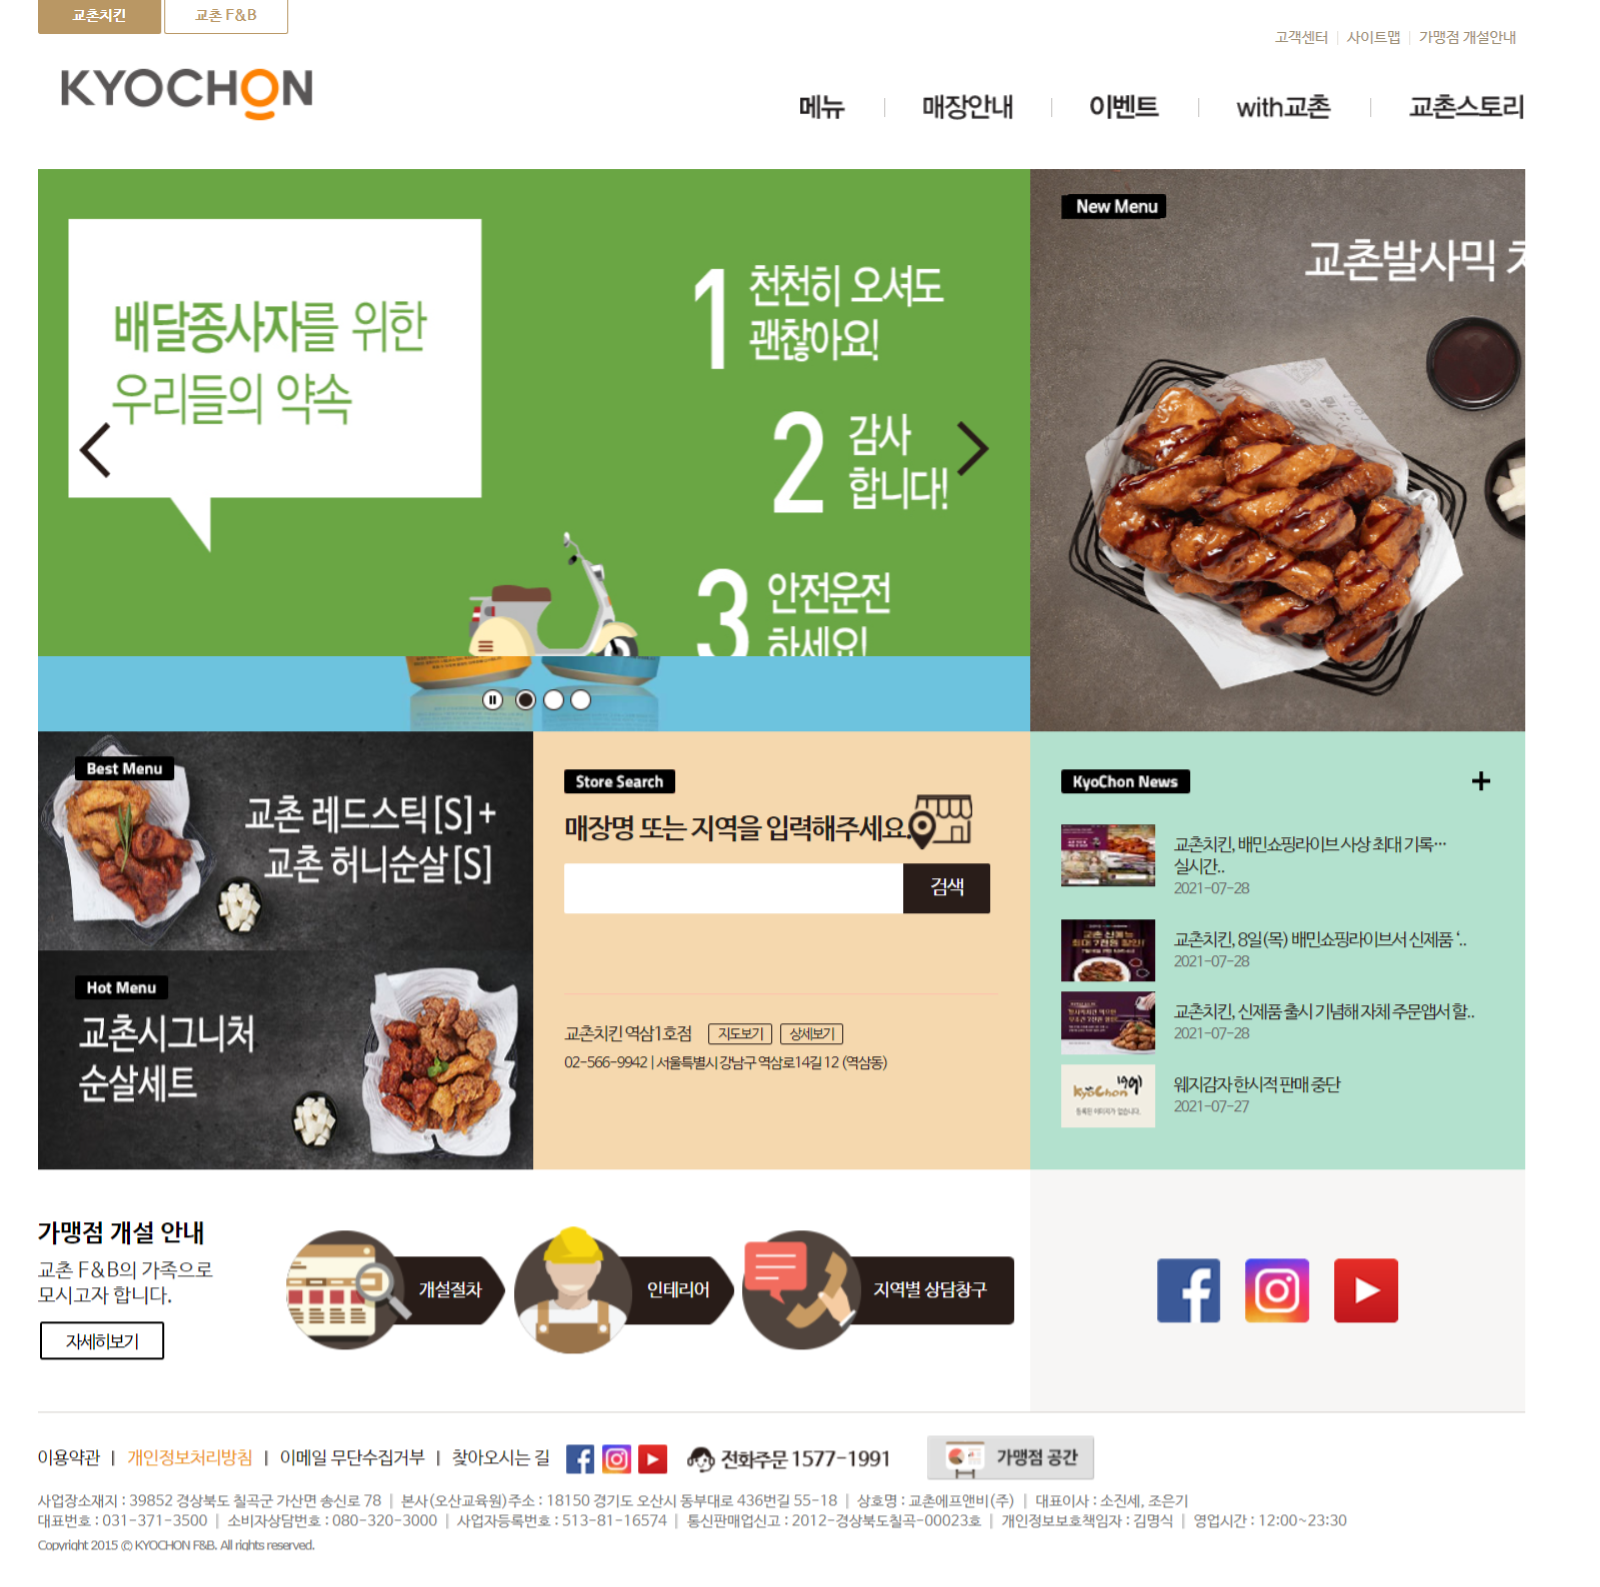 교촌치킨
교촌 F&B
고객센터 | 사이트맵 | 가맹점 개설안내
KYOCHON
메뉴 | 매장안내 | 이벤트 | with교촌 | 교촌스토리
배달종사자를 위한
우리들의 약속
1 천천히 오셔도
괜찮아요!
2 감사
합니다!
3 안전운전
하세요!
New Menu
교촌발사믹
Best Menu
교촌 레드스틱[S] +
교촌 허니순살[S]
Hot Menu
교촌시그니처
순살세트
Store Search
매장명 또는 지역을 입력해주세요.
검색
교촌치킨 역삼1호점 지도보기 상세보기
02-566-9942 | 서울특별시 강남구 역삼로14길 12 (역삼동)
KyoChon News +
교촌치킨, 배민쇼핑라이브 사상 최대 기록…
실시간..
2021-07-28
교촌치킨, 8일(목) 배민쇼핑라이브서 신제품 ‘..
2021-07-28
교촌치킨, 신제품 출시 기념해 자체 주문앱서 할..
2021-07-28
KyoChon 1991
등록된 이미지가 없습니다.
웨지감자 한시적 판매 중단
2021-07-27
가맹점 개설 안내
교촌 F&B의 가족으로
모시고자 합니다.
자세히보기
개설절차
인테리어
지역별 상담창구
이용약관 | 개인정보처리방침 | 이메일 무단수집거부 | 찾아오시는 길
전화주문 1577-1991
가맹점 공간
사업장소재지 : 39852 경상북도 칠곡군 가산면 송신로 78 | 본사(오산교육원)주소 : 18150 경기도 오산시 동부대로 436번길 55-18 | 상호명 : 교촌에프앤비(주) | 대표이사 : 소진세, 조은기
대표번호 : 031-371-3500 | 소비자상담번호 : 080-320-3000 | 사업자등록번호 : 513-81-16574 | 통신판매업신고 : 2012-경상북도칠곡-00023호 | 개인정보보호책임자 : 김명식 | 영업시간 : 12:00~23:30
Copyright 2015 © KYOCHON F&B. All rights reserved.